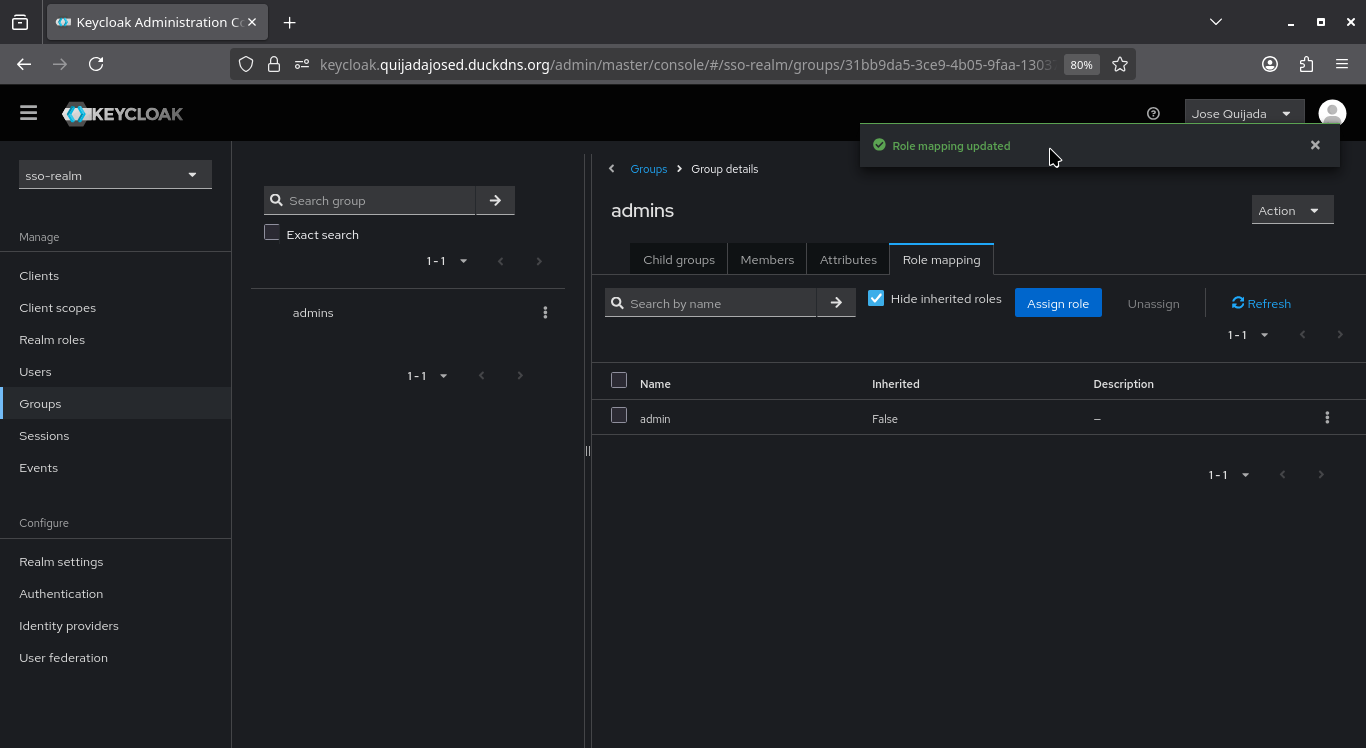 Keycloak Administration Co
keycloak.quijadajosed.duckdns.org/admin/master/console/#/sso-realm/groups/31bb9da5-3ce9-4b05-9faa-1303
80%
KEYCLOAK
Jose Quijada
Role mapping updated
sso-realm
Manage
Clients
Client scopes
Realm roles
Users
Groups
Sessions
Events
Configure
Realm settings
Authentication
Identity providers
User federation
Search group
Exact search
1-1
admins
1-1
Groups
Group details
admins
Action
Child groups
Members
Attributes
Role mapping
Search by name
Hide inherited roles
Assign role
Unassign
Refresh
1-1
Name
Inherited
Description
admin
False
–
1-1